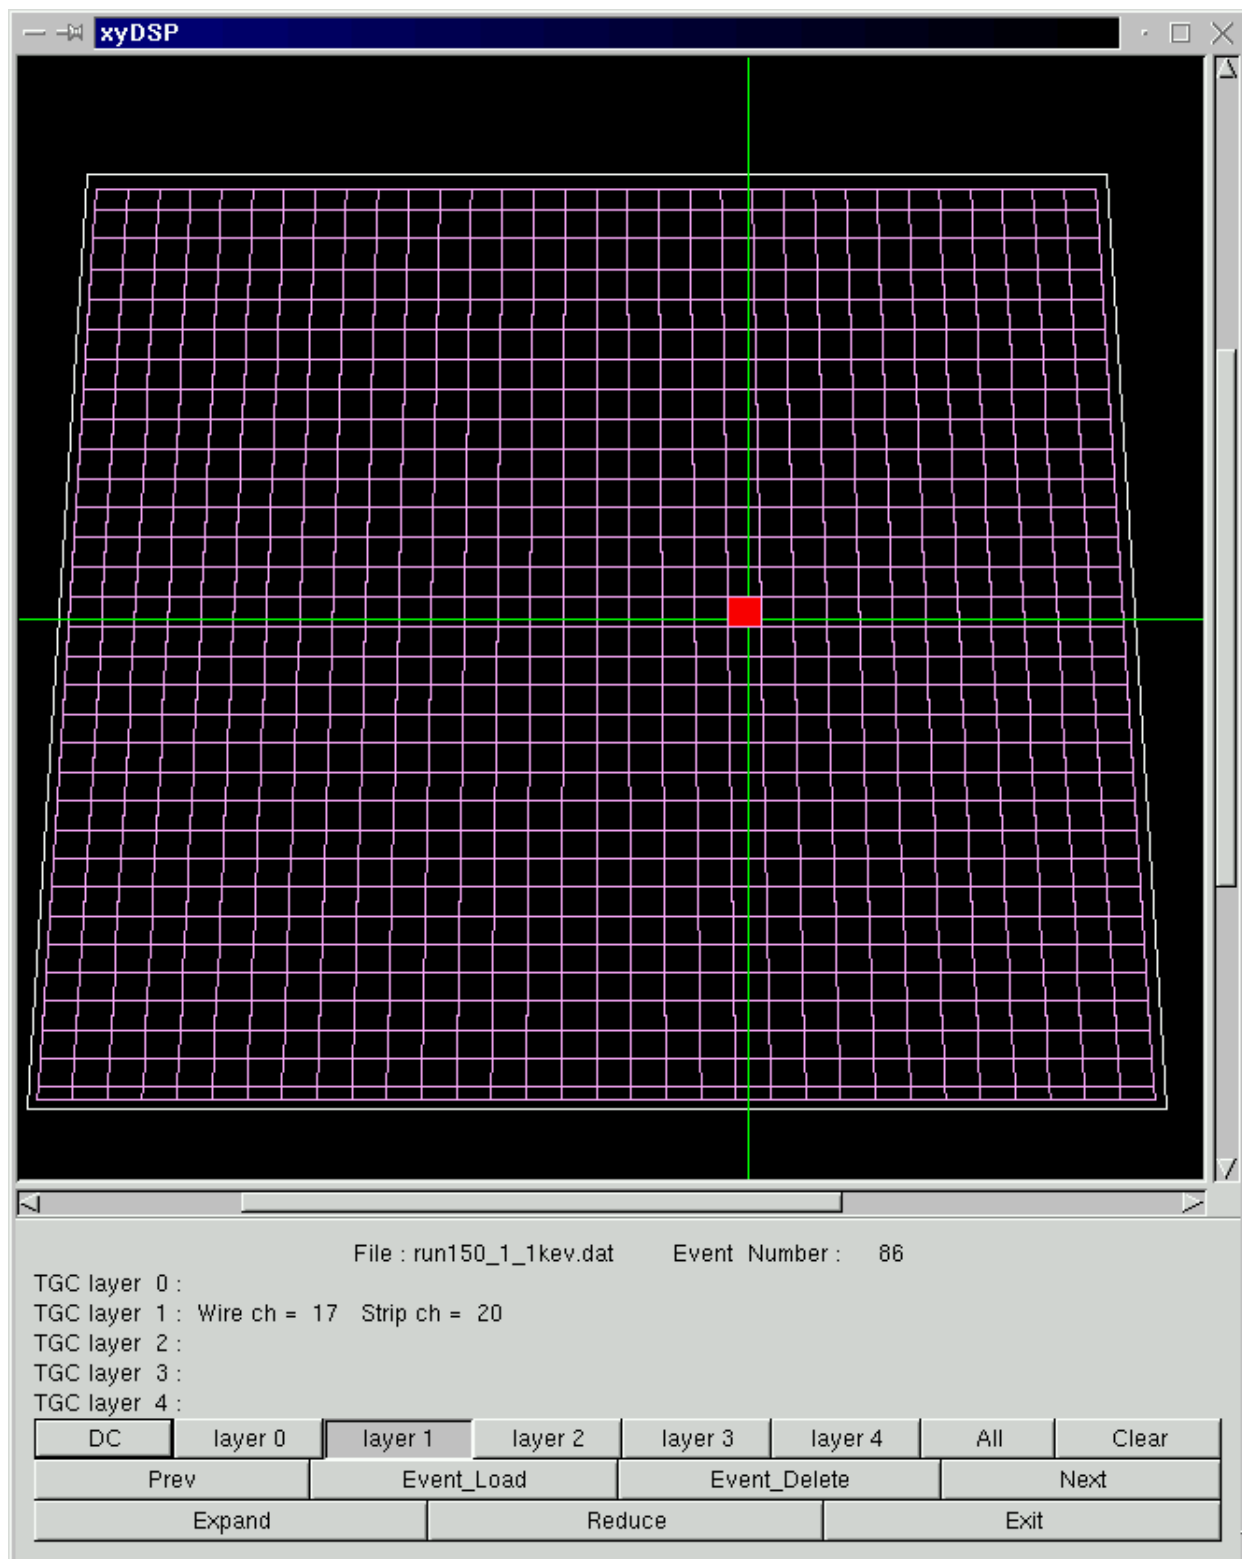 xyDSP
File : run150_1_1kev.dat Event Number : 86
TGC layer 0 :
TGC layer 1 : Wire ch = 17 Strip ch = 20
TGC layer 2 :
TGC layer 3 :
TGC layer 4 :
DC layer 0 layer 1 layer 2 layer 3 layer 4 All Clear
Prev Event_Load Event_Delete Next
Expand Reduce Exit